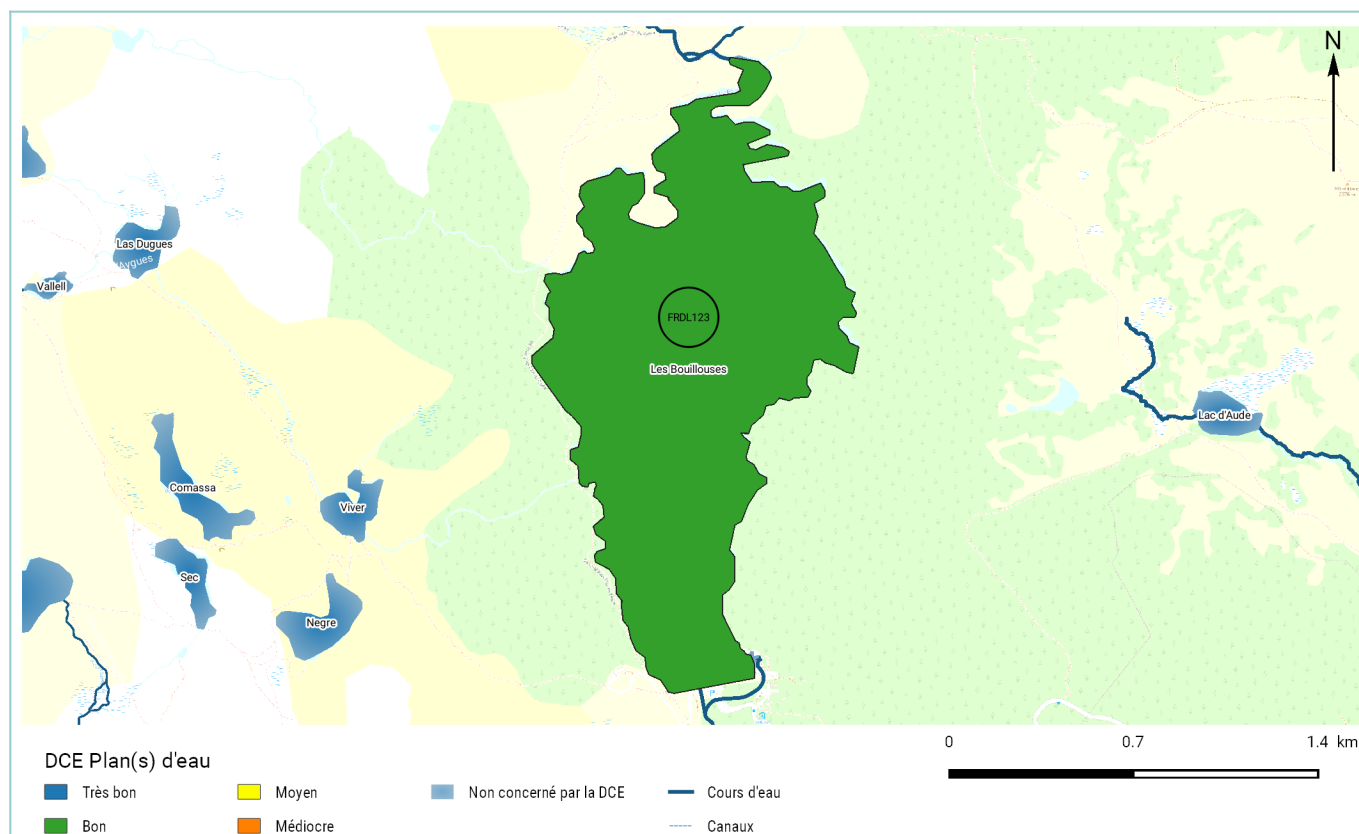 N
Las Dugues
Aygues
Vallell
FRDL123
Les Bouillouses
Lac d'Aude
Comassa
Viver
Sec
Negre
DCE Plan(s) d'eau
0 0.7 1.4 km
Très bon Moyen Non concerné par la DCE Cours d'eau
Bon Médiocre Canaux